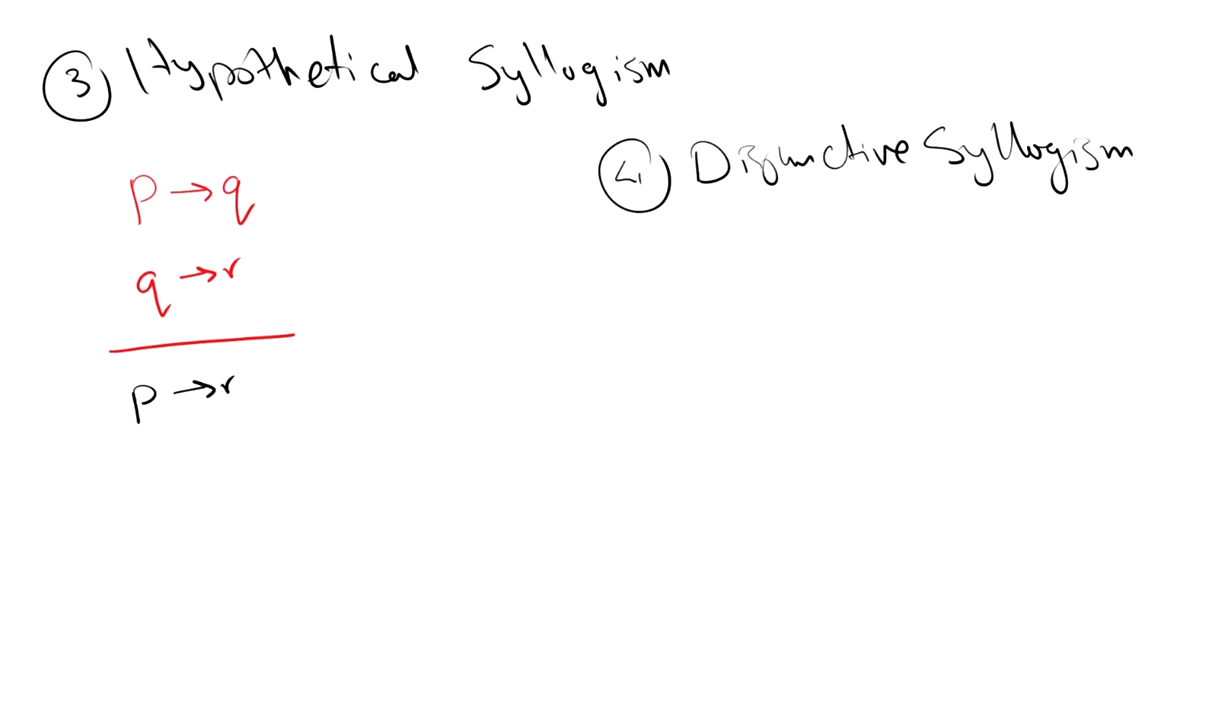 ③ Hypothetical Syllogism
④ Disjunctive Syllogism
p → q
q → r
p → r